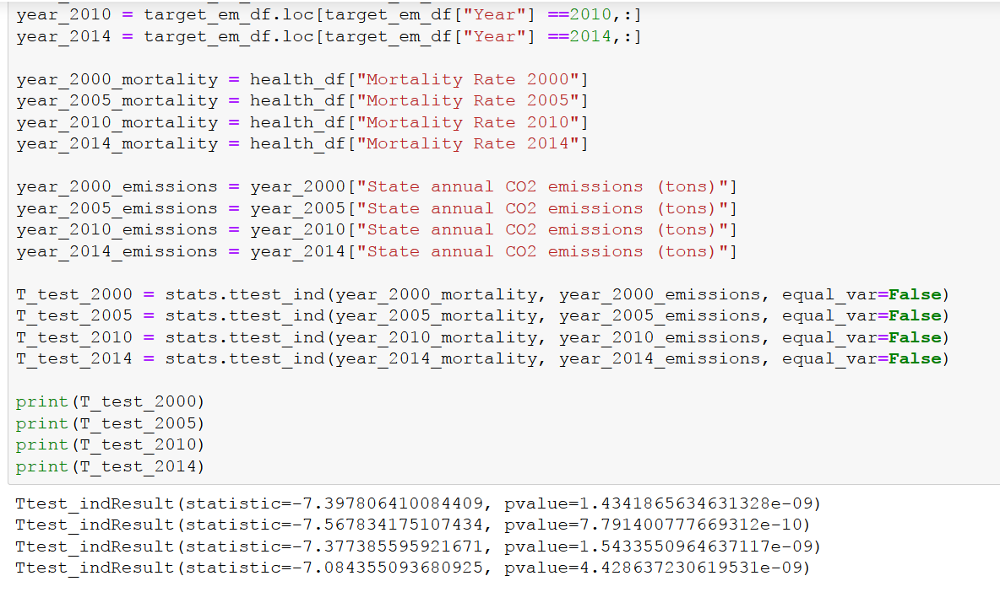 year_2010 = target_em_df.loc[target_em_df["Year"] ==2010,:]
year_2014 = target_em_df.loc[target_em_df["Year"] ==2014,:]
year_2000_mortality = health_df["Mortality Rate 2000"]
year_2005_mortality = health_df["Mortality Rate 2005"]
year_2010_mortality = health_df["Mortality Rate 2010"]
year_2014_mortality = health_df["Mortality Rate 2014"]
year_2000_emissions = year_2000["State annual CO2 emissions (tons)"]
year_2005_emissions = year_2005["State annual CO2 emissions (tons)"]
year_2010_emissions = year_2010["State annual CO2 emissions (tons)"]
year_2014_emissions = year_2014["State annual CO2 emissions (tons)"]
T_test_2000 = stats.ttest_ind(year_2000_mortality, year_2000_emissions, equal_var=False)
T_test_2005 = stats.ttest_ind(year_2005_mortality, year_2005_emissions, equal_var=False)
T_test_2010 = stats.ttest_ind(year_2010_mortality, year_2010_emissions, equal_var=False)
T_test_2014 = stats.ttest_ind(year_2014_mortality, year_2014_emissions, equal_var=False)
print(T_test_2000)
print(T_test_2005)
print(T_test_2010)
print(T_test_2014)
Ttest_indResult(statistic=-7.397806410084409, pvalue=1.4341865634631328e-09)
Ttest_indResult(statistic=-7.567834175107434, pvalue=7.791400777669312e-10)
Ttest_indResult(statistic=-7.377385595921671, pvalue=1.5433550964637117e-09)
Ttest_indResult(statistic=-7.084355093680925, pvalue=4.428637230619531e-09)